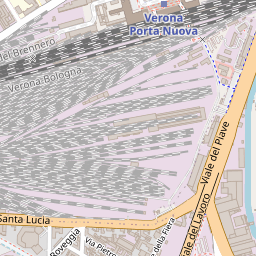 Verona
Porta Nuova
del Brennero
Verona-Bologna
Viale del Piave
Santa Lucia
Roveggia
Via Pietro
della Fiera
Viale del Lavoro